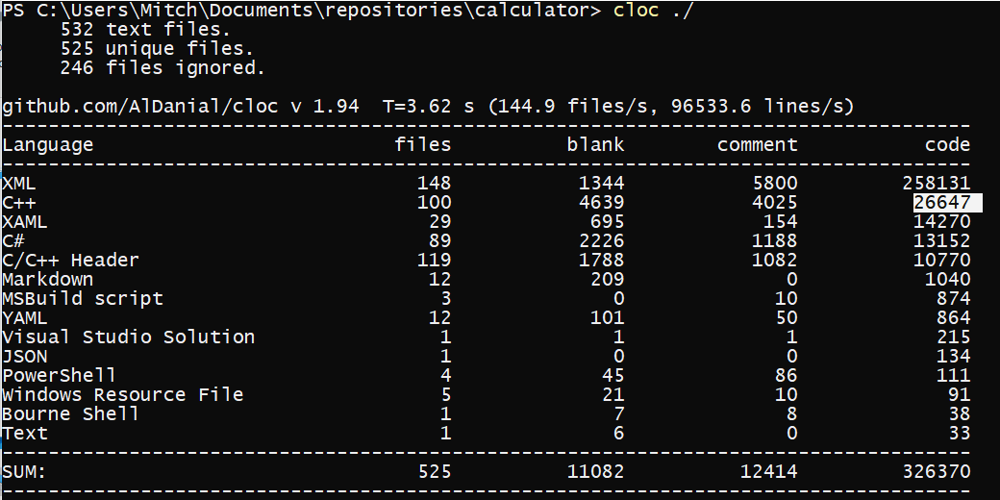 PS C:\Users\Mitch\Documents\repositories\calculator> cloc ./
     532 text files.
     525 unique files.
     246 files ignored.
github.com/AlDanial/cloc v 1.94  T=3.62 s (144.9 files/s, 96533.6 lines/s)
-------------------------------------------------------------------------------
Language                     files          blank        comment           code
-------------------------------------------------------------------------------
XML                            148           1344           5800         258131
C++                            100           4639           4025          26647
XAML                            29            695            154          14270
C#                              89           2226           1188          13152
C/C++ Header                   119           1788           1082          10770
Markdown                        12            209              0           1040
MSBuild script                   3              0             10            874
YAML                            12            101             50            864
Visual Studio Solution           1              1              1            215
JSON                             1              0              0            134
PowerShell                       4             45             86            111
Windows Resource File            5             21             10             91
Bourne Shell                     1              7              8             38
Text                             1              6              0             33
-------------------------------------------------------------------------------
SUM:                           525          11082          12414         326370
-------------------------------------------------------------------------------